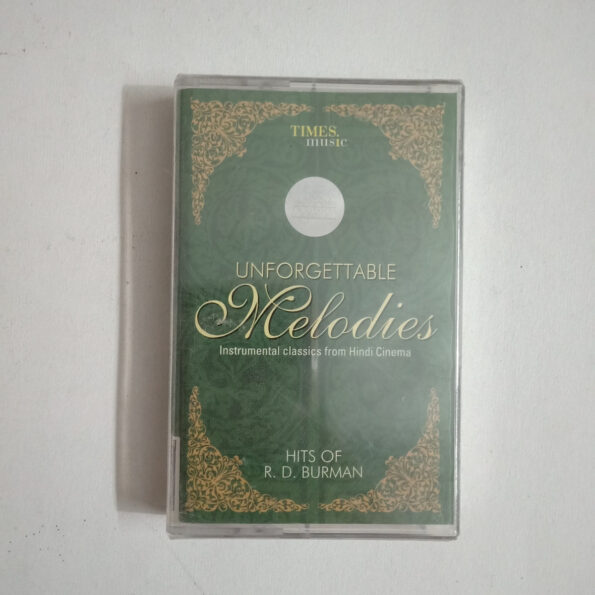 TIMES.
music
UNFORGETTABLE
Melodies
Instrumental classics from Hindi Cinema
HITS OF
R. D. BURMAN